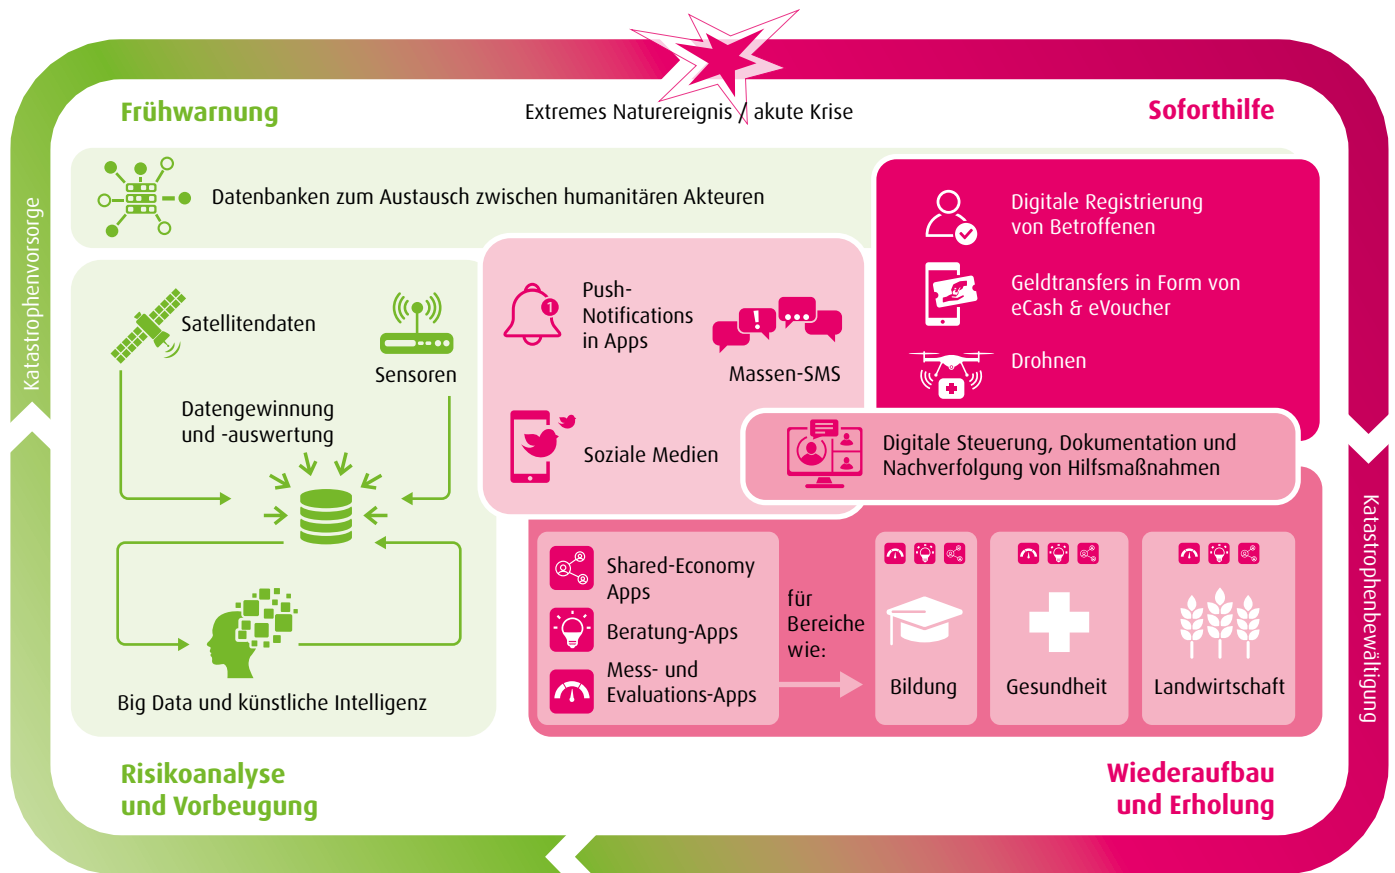 Frühwarnung
Extremes Naturereignis / akute Krise
Soforthilfe
Katastrophenvorsorge
Datenbanken zum Austausch zwischen humanitären Akteuren
Digitale Registrierung
von Betroffenen
Geldtransfers in Form von
eCash & eVoucher
Drohnen
Satellitendaten
Sensoren
Datengewinnung
und -auswertung
Push-
Notifications
in Apps
1
!
Massen-SMS
Soziale Medien
Digitale Steuerung, Dokumentation und
Nachverfolgung von Hilfsmaßnahmen
Big Data und künstliche Intelligenz
Shared-Economy
Apps
Beratung-Apps
Mess- und
Evaluations-Apps
für
Bereiche
wie:
Bildung
Gesundheit
Landwirtschaft
Katastrophenbewältigung
Risikoanalyse
und Vorbeugung
Wiederaufbau
und Erholung